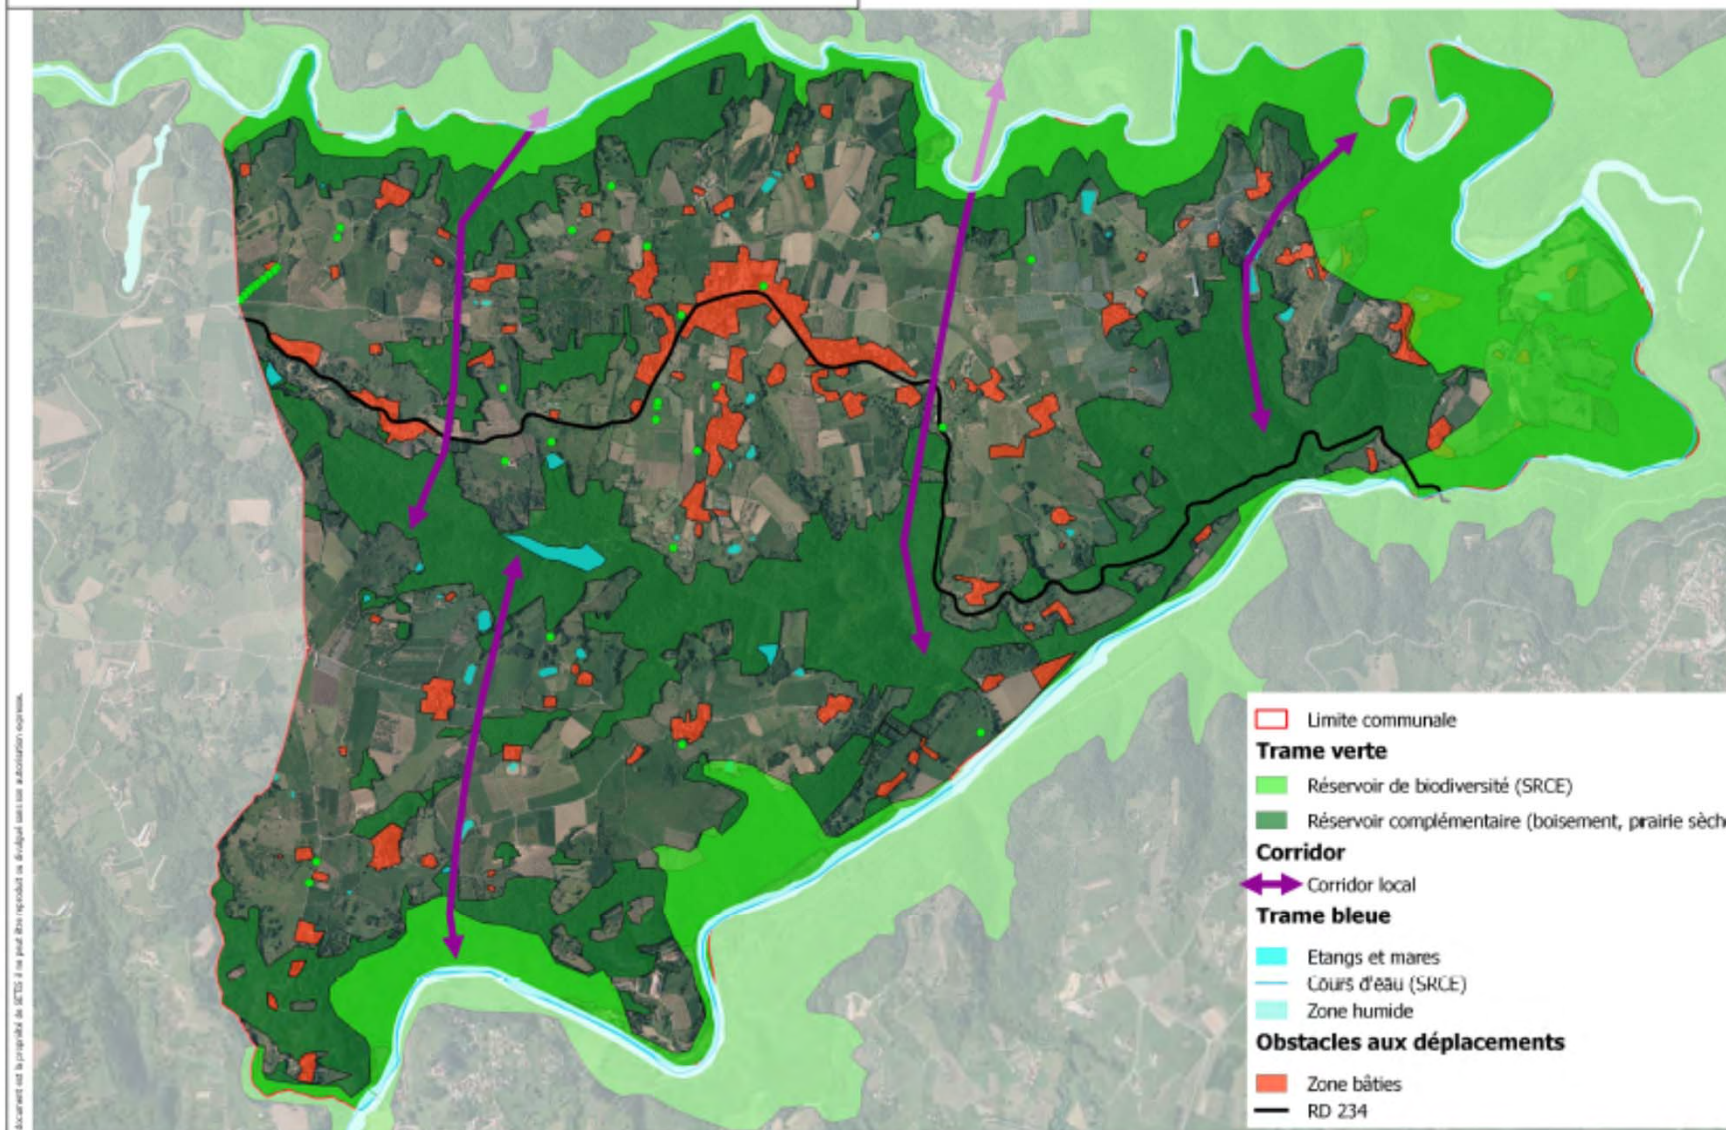 Limite communale
Trame verte
Réservoir de biodiversité (SRCE)
Réservoir complémentaire (boisement, prairie sèch
Corridor
Corridor local
Trame bleue
Etangs et mares
Cours d'eau (SRCE)
Zone humide
Obstacles aux déplacements
Zone bâties
RD 234